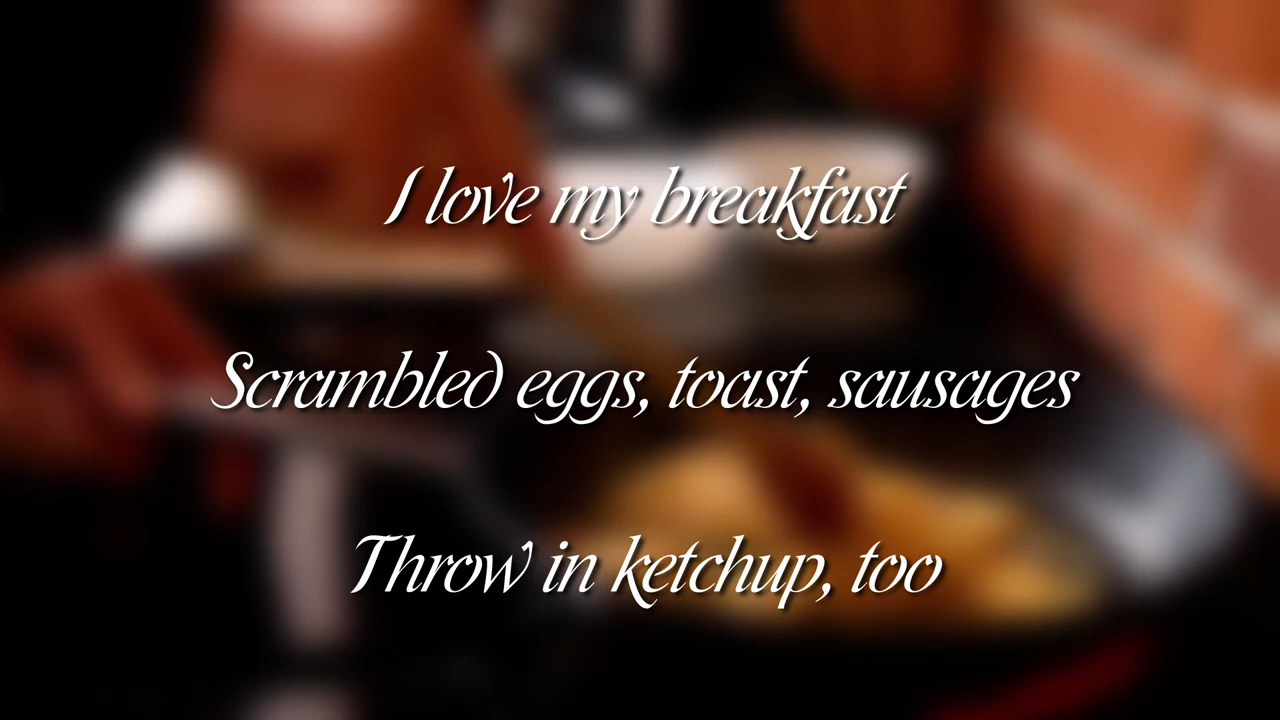 I love my breakfast
Scrambled eggs, toast, sausages
Throw in ketchup, too